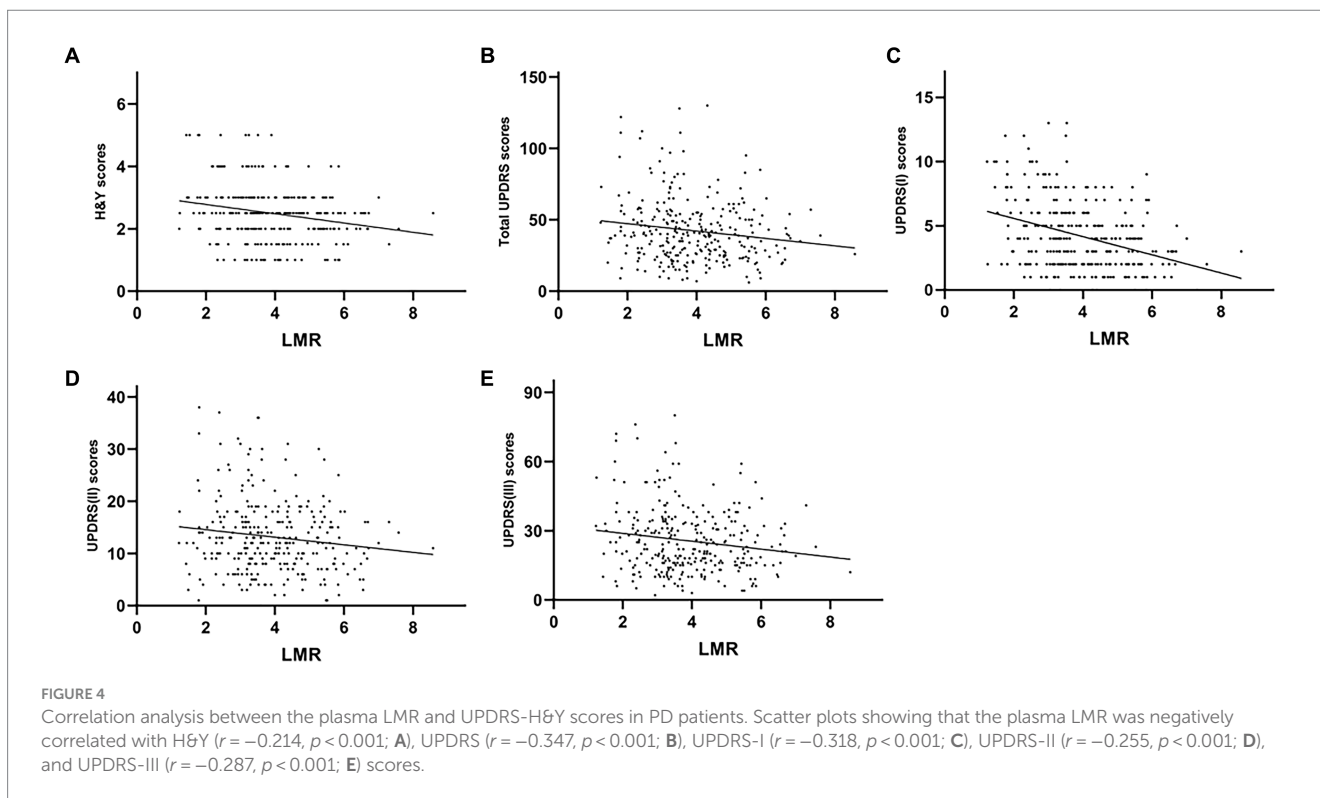 A
H&Y scores
6
4
2
0
0 2 4 6 8
LMR
B
Total UPDRS scores
150
100
50
0
0 2 4 6 8
LMR
C
UPDRS(I) scores
15
10
5
0
0 2 4 6 8
LMR
D
UPDRS(II) scores
40
30
20
10
0
0 2 4 6 8
LMR
E
UPDRS(III) scores
90
60
30
0
0 2 4 6 8
LMR
FIGURE 4
Correlation analysis between the plasma LMR and UPDRS-H&Y scores in PD patients. Scatter plots showing that the plasma LMR was negatively
correlated with H&Y (r = −0.214, p < 0.001; A), UPDRS (r = −0.347, p < 0.001; B), UPDRS-I (r = −0.318, p < 0.001; C), UPDRS-II (r = −0.255, p < 0.001; D),
and UPDRS-III (r = −0.287, p < 0.001; E) scores.